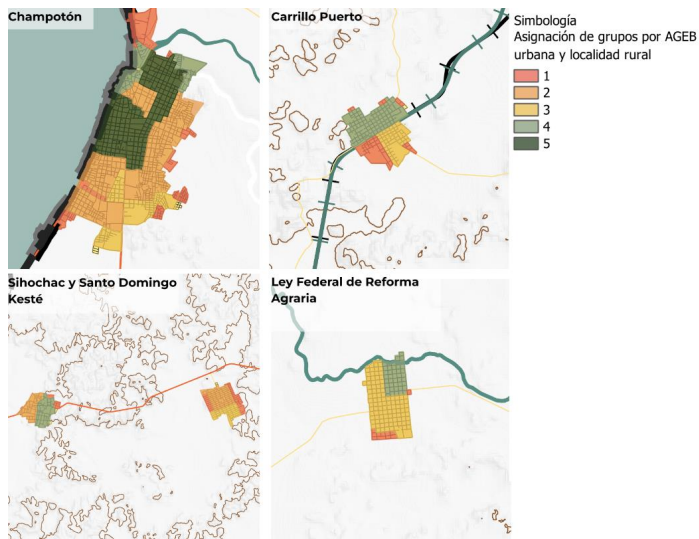 Champotón
Carrillo Puerto
Simbología
Asignación de grupos por AGEB
urbana y localidad rural
1
2
3
4
5
Sihochac y Santo Domingo
Kesté
Ley Federal de Reforma
Agraria